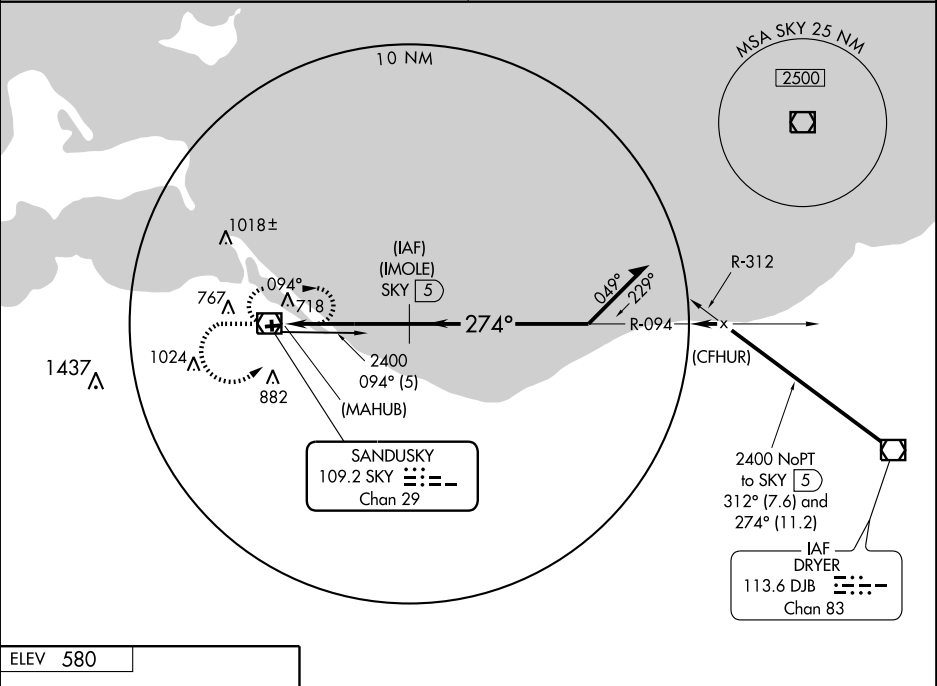 10 NM
MSA SKY 25 NM
2500
1018±
(IAF)
(IMOLE)
SKY 5
R-312
094°
049°
229°
767
718
274°
R-094
x
(CFHUR)
1024
2400
094° (5)
1437
882
(MAHUB)
SANDUSKY
109.2 SKY
Chan 29
2400 NoPT
to SKY 5
312° (7.6) and
274° (11.2)
IAF
DRYER
113.6 DJB
Chan 83
ELEV 580